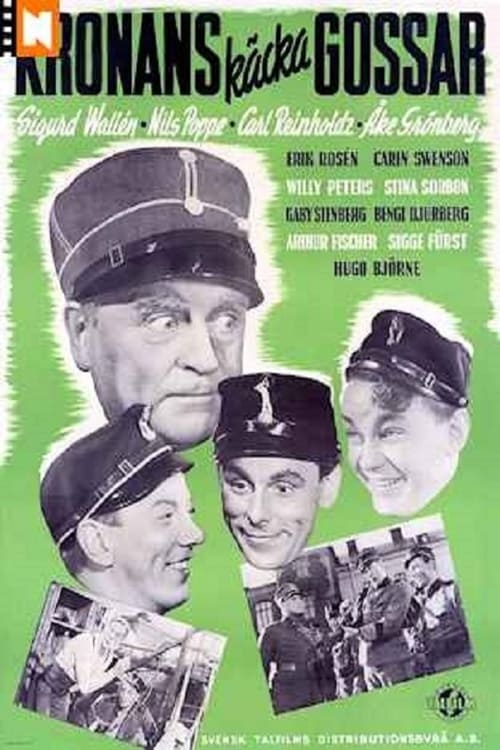 KRONANS käcka GOSSAR
Sigurd Wallén · Nils Poppe · Carl Reinholdz · Åke Grönberg
ERIK ROSÉN CARIN SWENSON
WILLY PETERS STINA SORBON
GABY STENBERG BENGT DJURBERG
ARTHUR FISCHER SIGGE FÜRST
HUGO BJÖRNE
SVENSK TALFILMS DISTRIBUTIONSBYRÅ A.B.